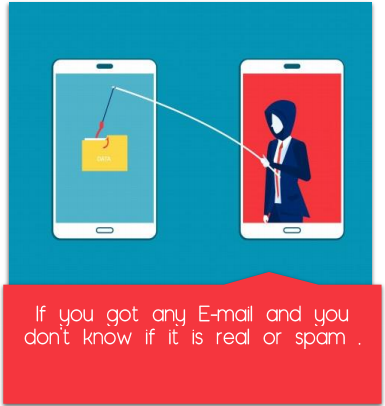 DATA
If you got any E-mail and you
don't know if it is real or spam .